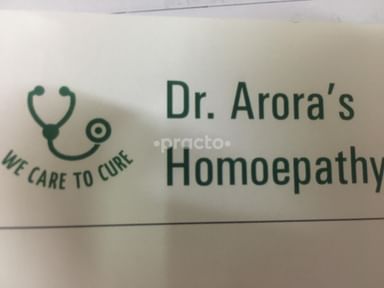 Dr. Arora's
Homoepathy
WE CARE TO CURE
•practo•